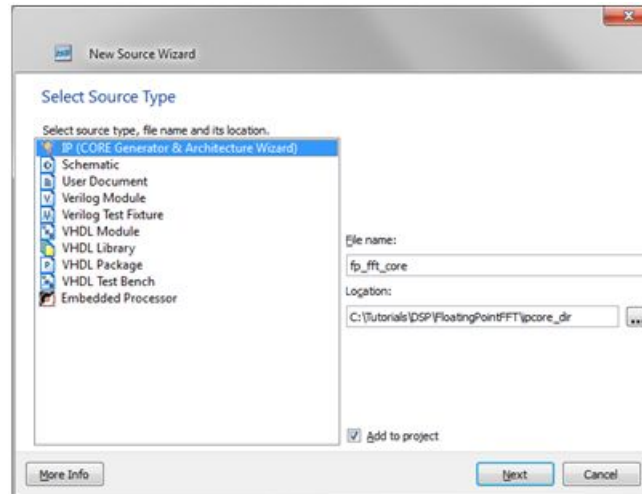 New Source Wizard
Select Source Type
Select source type, file name and its location.
IP (CORE Generator & Architecture Wizard)
Schematic
User Document
Verilog Module
Verilog Test Fixture
VHDL Module
VHDL Library
VHDL Package
VHDL Test Bench
Embedded Processor
File name:
fp_fft_core
Location:
C:\Tutorials\DSP\FloatingPointFFT\ipcore_dir
...
Add to project
More Info
Next
Cancel